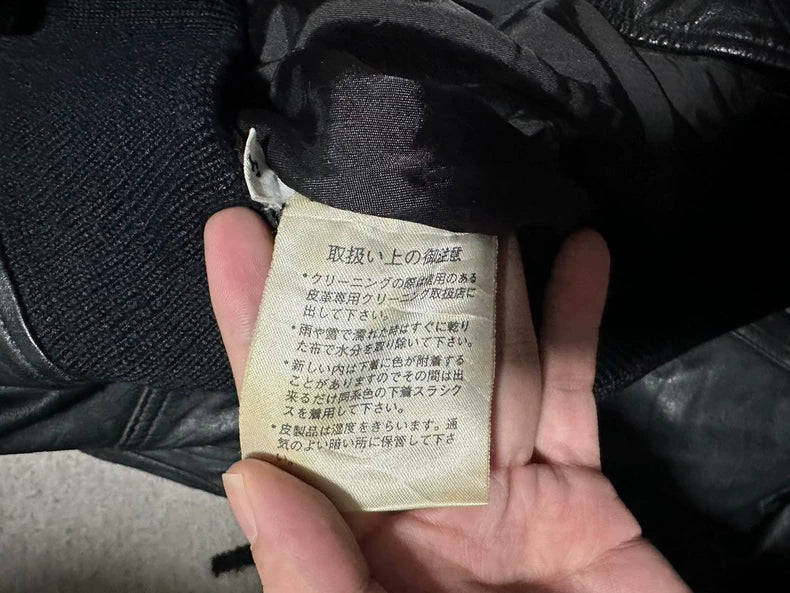 取扱い上の御注意
*クリーニングの際は信用のある
皮革専用クリーニング取扱店に
出して下さい。
*雨や露で濡れた時はすぐに乾い
た布で水分を取り除いて下さい。
*新しい内は下着に色が附着する
ことがありますのでその間は出
来るだけ同系色の下着スラック
スを着用して下さい。
*皮製品は湿度をきらいます。通
気のよい暗い所に保管して下さ
い。
F